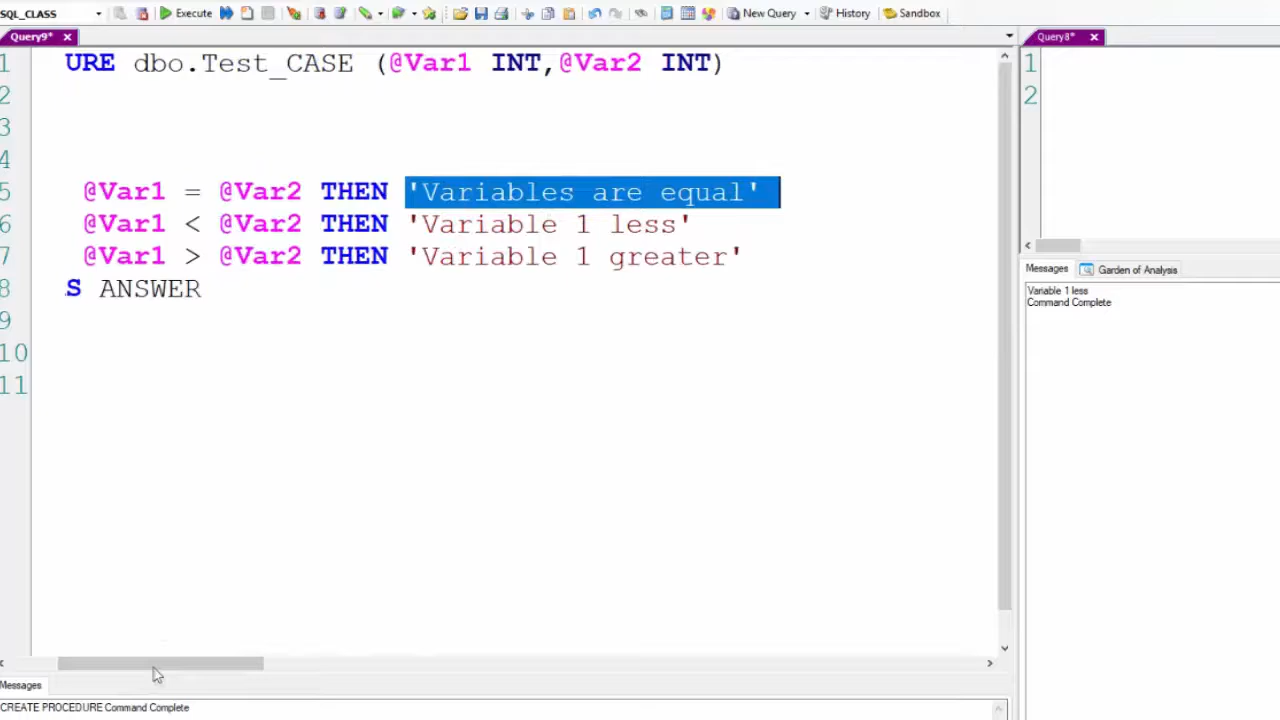 SQL_CLASS Execute New Query History Sandbox
Query9* Query8*
1 URE dbo.Test_CASE (@Var1 INT,@Var2 INT)
2
3
4
5 @Var1 = @Var2 THEN 'Variables are equal'
6 @Var1 < @Var2 THEN 'Variable 1 less'
7 @Var1 > @Var2 THEN 'Variable 1 greater'
8 S ANSWER
9
10
11
Messages
CREATE PROCEDURE Command Complete
1
2
Messages Garden of Analysis
Variable 1 less
Command Complete